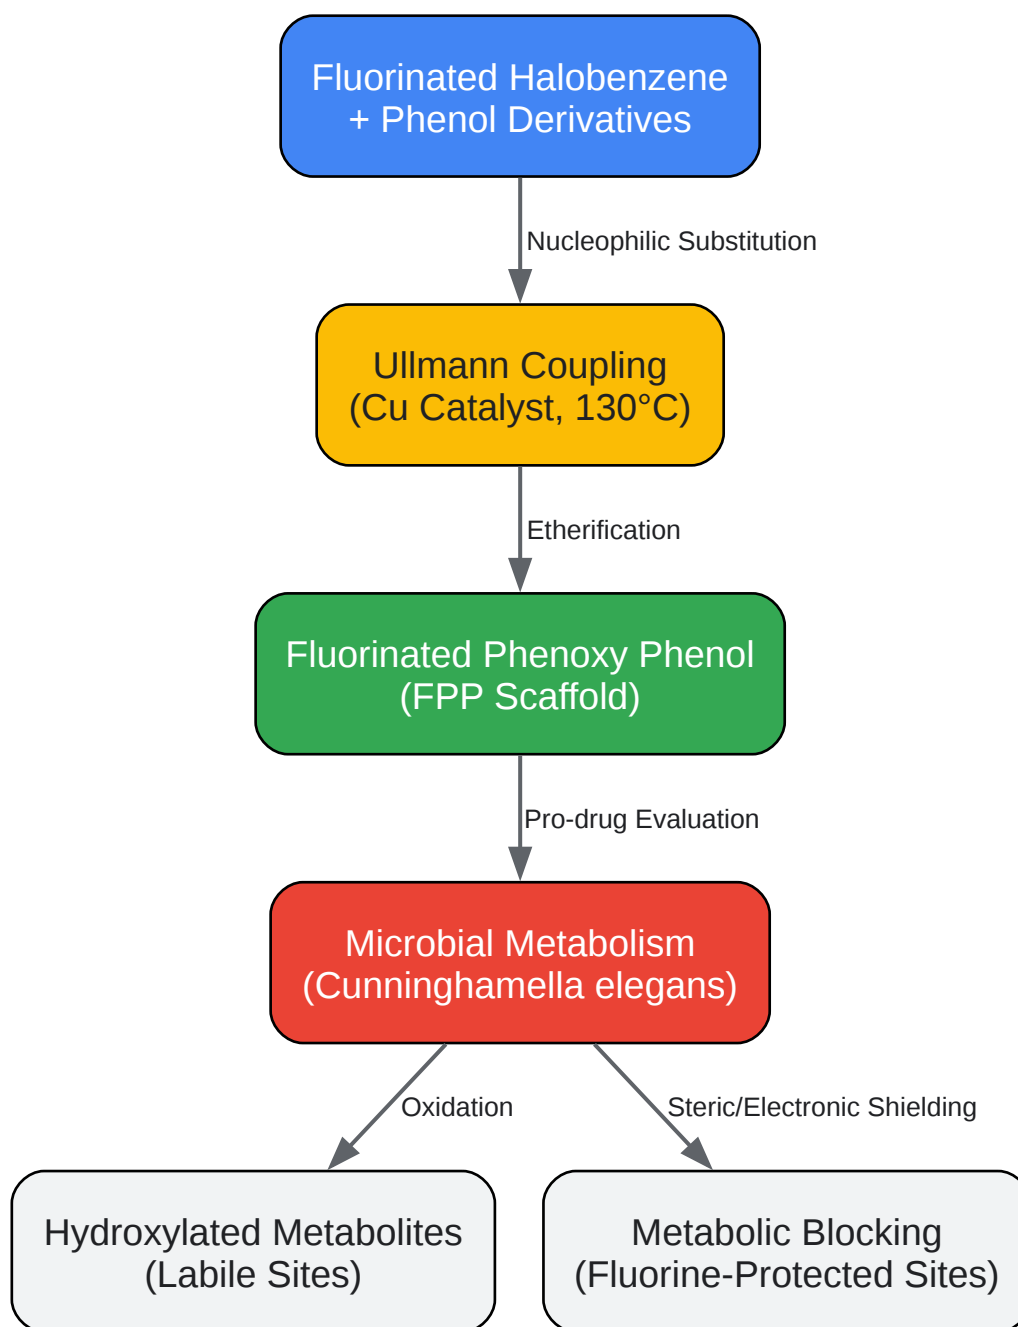 Fluorinated Halobenzene
+ Phenol Derivatives
Nucleophilic Substitution
Ullmann Coupling
(Cu Catalyst, 130°C)
Etherification
Fluorinated Phenoxy Phenol
(FPP Scaffold)
Pro-drug Evaluation
Microbial Metabolism
(Cunninghamella elegans)
Oxidation
Steric/Electronic Shielding
Hydroxylated Metabolites
(Labile Sites)
Metabolic Blocking
(Fluorine-Protected Sites)